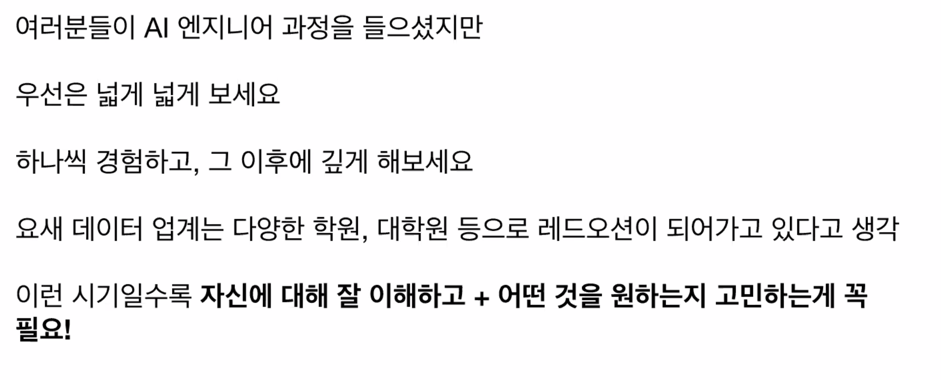 여러분들이 AI 엔지니어 과정을 들으셨지만
우선은 넓게 넓게 보세요
하나씩 경험하고, 그 이후에 깊게 해보세요
요새 데이터 업계는 다양한 학원, 대학원 등으로 레드오션이 되어가고 있다고 생각
이런 시기일수록 자신에 대해 잘 이해하고 + 어떤 것을 원하는지 고민하는게 꼭
필요!